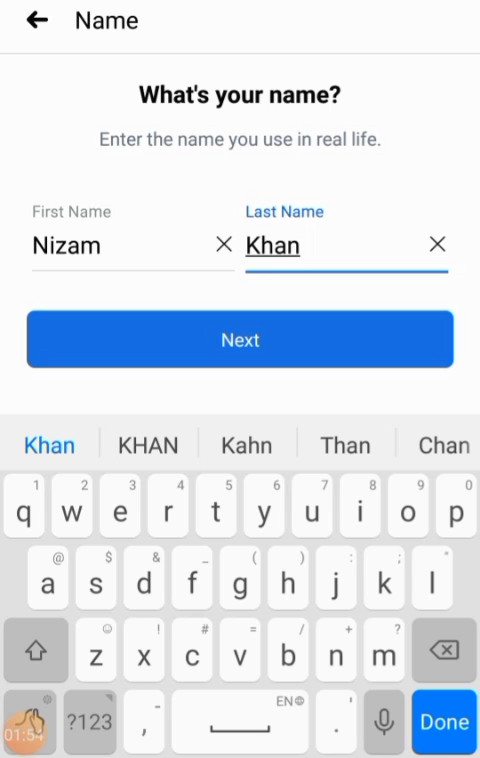 Name
What's your name?
Enter the name you use in real life.
First Name Last Name
Nizam Khan
Next
Khan KHAN Kahn Than Chan
1 2 3 4 5 6 7 8 9 0
q w e r t y u i o p
@ $ & _ ( ) : ; "
a s d f g h j k l
! # = / + ?
z x c v b n m
?123 , - EN . ' Done
01:54